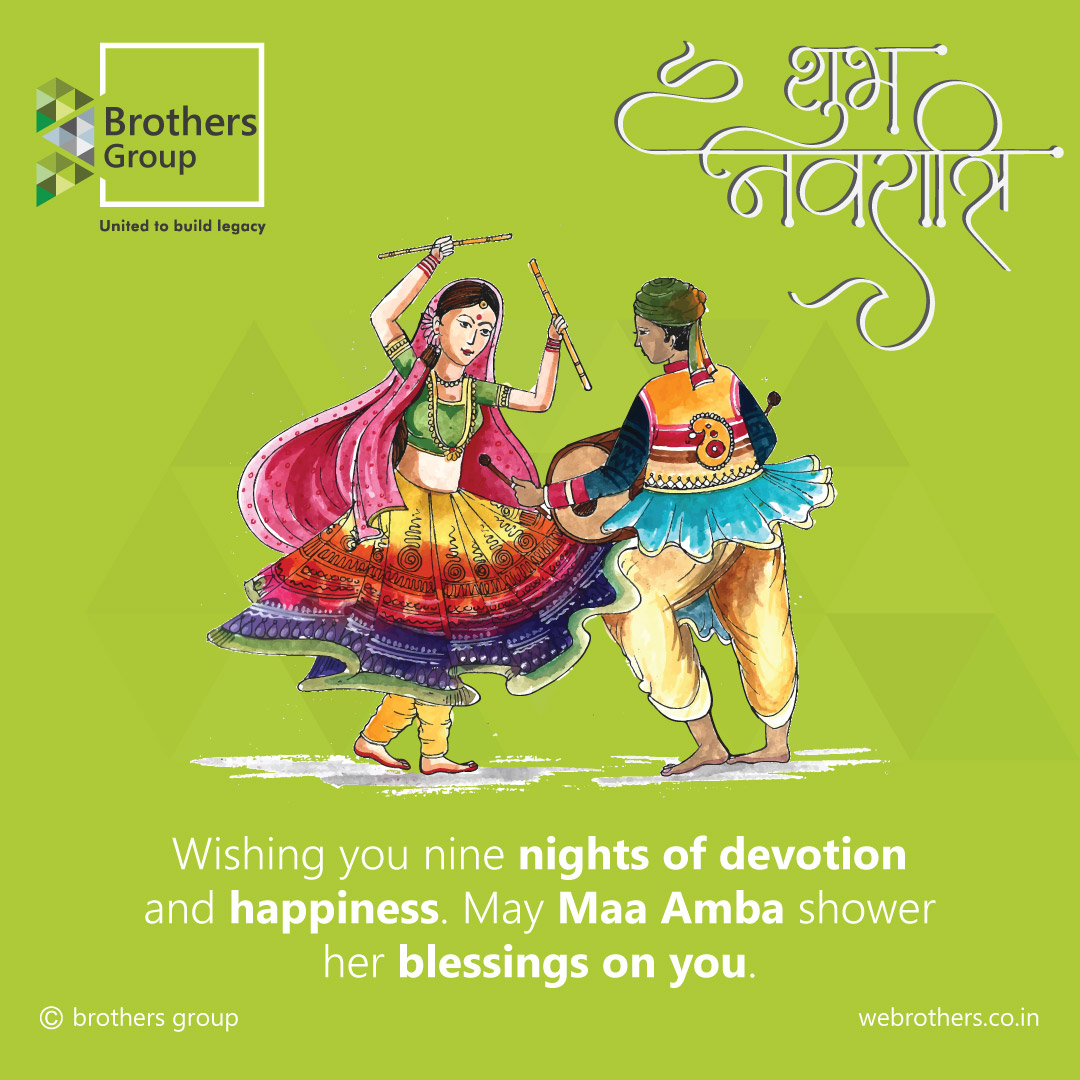 Brothers
Group
United to build legacy
शुभ
नवरात्रि
Wishing you nine nights of devotion
and happiness. May Maa Amba shower
her blessings on you.
© brothers group
webrothers.co.in